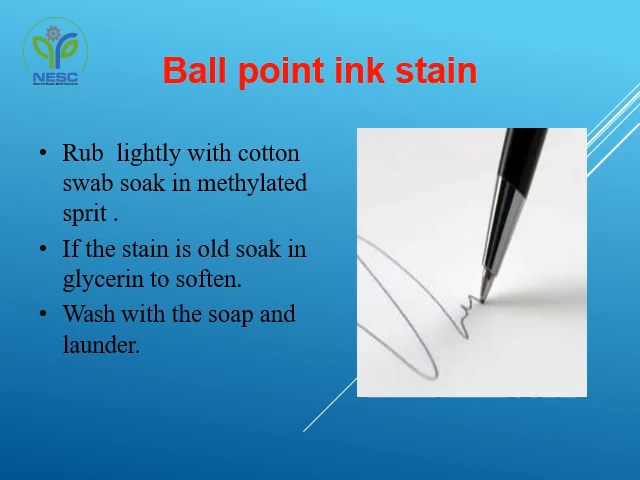 NESC
Ball point ink stain
• Rub lightly with cotton
swab soak in methylated
sprit .
• If the stain is old soak in
glycerin to soften.
• Wash with the soap and
launder.